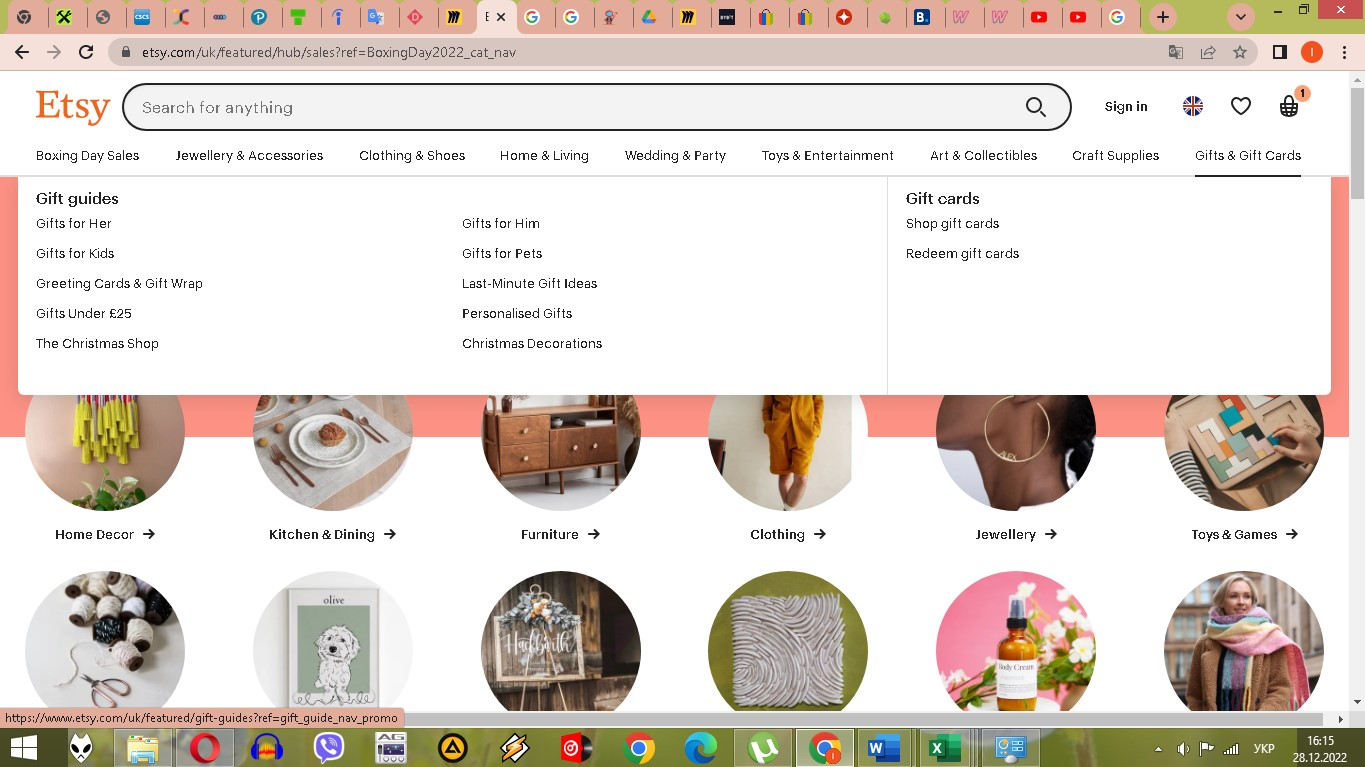 etsy.com/uk/featured/hub/sales?ref=BoxingDay2022_cat_nav
Etsy
Search for anything
Sign in
1
Boxing Day Sales
Jewellery & Accessories
Clothing & Shoes
Home & Living
Wedding & Party
Toys & Entertainment
Art & Collectibles
Craft Supplies
Gifts & Gift Cards
Gift guides
Gifts for Her
Gifts for Kids
Greeting Cards & Gift Wrap
Gifts Under £25
The Christmas Shop
Gifts for Him
Gifts for Pets
Last-Minute Gift Ideas
Personalised Gifts
Christmas Decorations
Gift cards
Shop gift cards
Redeem gift cards
ALEX
Home Decor →
Kitchen & Dining →
Furniture →
Clothing →
Jewellery →
Toys & Games →
olive
Body Cream
https://www.etsy.com/uk/featured/gift-guides?ref=gift_guide_nav_promo
УКР
16:15
28.12.2022